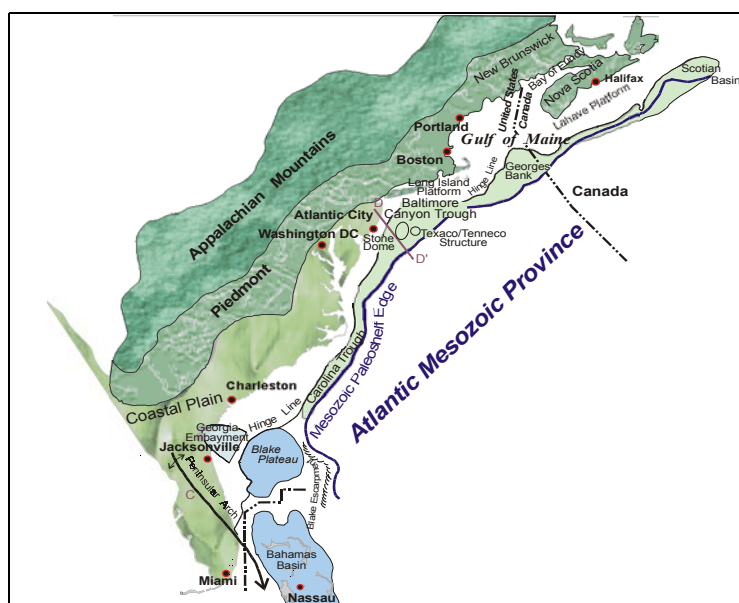 New Brunswick
Bay of Fundy
Nova Scotia
Halifax
Scotian
Basin
United States
Canada
Lahave Platform
Portland
Gulf of Maine
Boston
Appalachian Mountains
Hinge Line
Georges
Bank
Long Island
Platform
Canada
Baltimore
Canyon Trough
D
Atlantic City
Washington DC
Stone
Dome
Texaco/Tenneco
Structure
D'
Piedmont
Atlantic Mesozoic Province
Mesozoic Paleoshelf Edge
Carolina Trough
Charleston
Coastal Plain
Hinge Line
Georgia
Embayment
Jacksonville
Blake
Plateau
Peninsular Arch
C
Blake Escarpment
Bahamas
Basin
Miami
Nassau